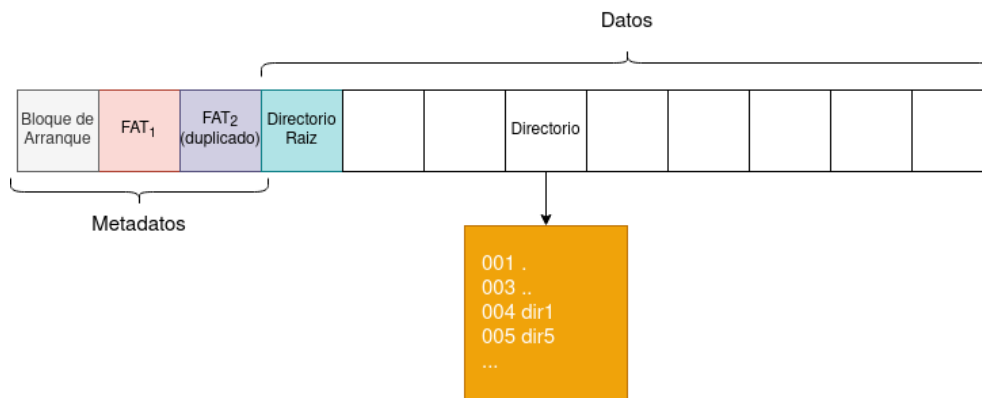 Datos
Bloque de
Arranque
FAT₁
FAT₂
(duplicado)
Directorio
Raiz
Directorio
Metadatos
001 .
003 ..
004 dir1
005 dir5
...